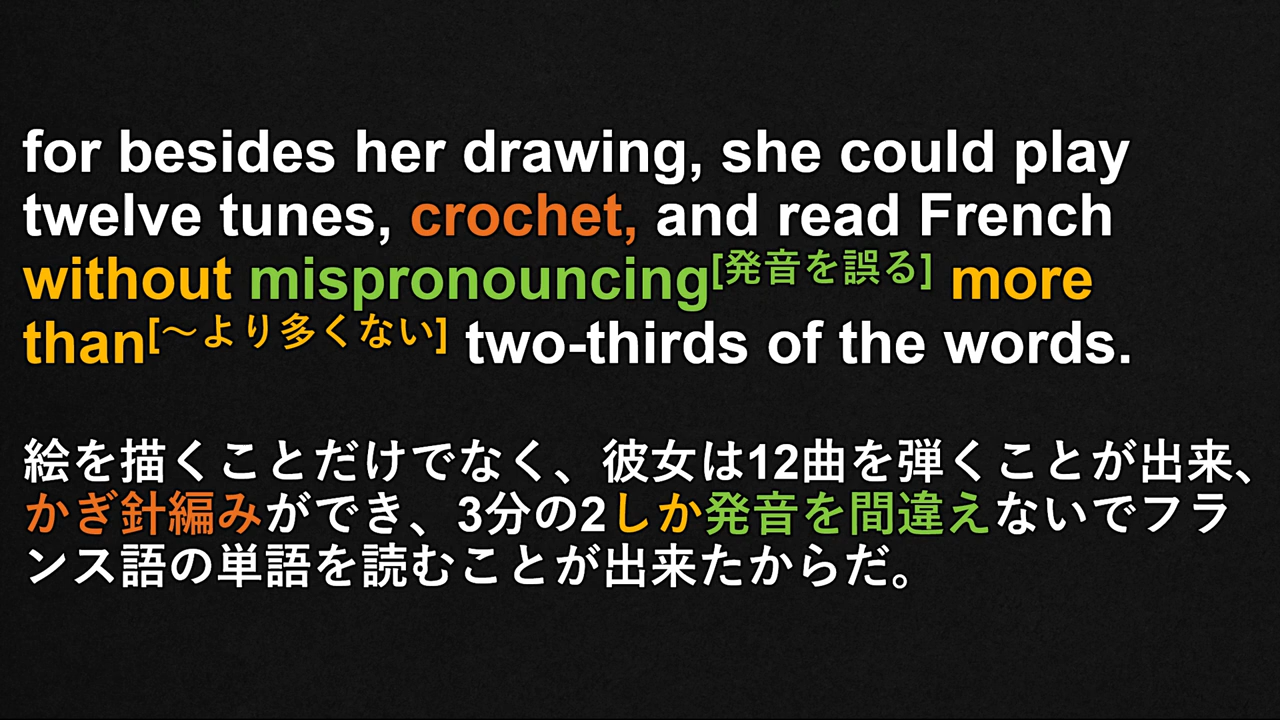 for besides her drawing, she could play
twelve tunes, crochet, and read French
without mispronouncing[発音を誤る] more
than[～より多くない] two-thirds of the words.
絵を描くことだけでなく、彼女は12曲を弾くことが出来、
かぎ針編みができ、3分の2しか発音を間違えないでフラ
ンス語の単語を読むことが出来たからだ。